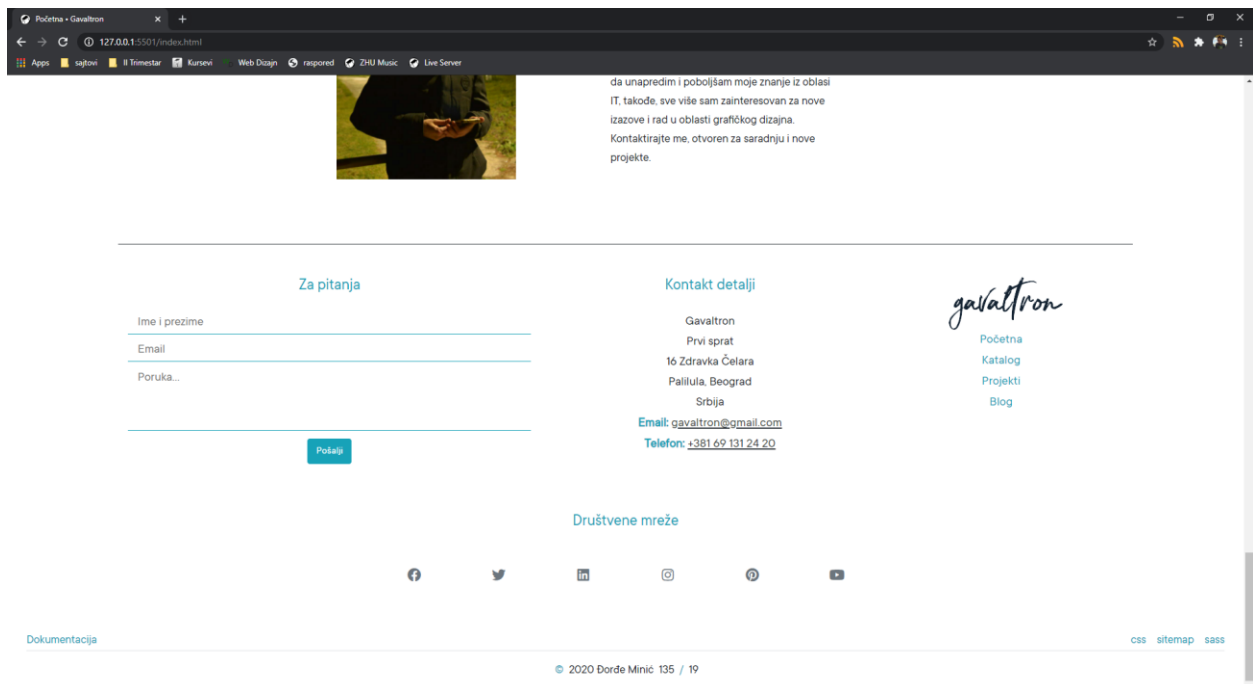 Početna • Gavaltron
127.0.0.1:5501/index.html
Apps sajtovi II Trimestar Kursevi Web Dizajn raspored ZHU Music Live Server
da unapredim i poboljšam moje znanje iz oblasi
IT, takođe, sve više sam zainteresovan za nove
izazove i rad u oblasti grafičkog dizajna.
Kontaktirajte me, otvoren za saradnju i nove
projekte.
Za pitanja
Ime i prezime
Email
Poruka...
Pošalji
Kontakt detalji
Gavaltron
Prvi sprat
16 Zdravka Čelara
Palilula, Beograd
Srbija
Email: gavaltron@gmail.com
Telefon: +381 69 131 24 20
gavaltron
Početna
Katalog
Projekti
Blog
Društvene mreže
Dokumentacija
css sitemap sass
© 2020 Đorđe Minić 135 / 19